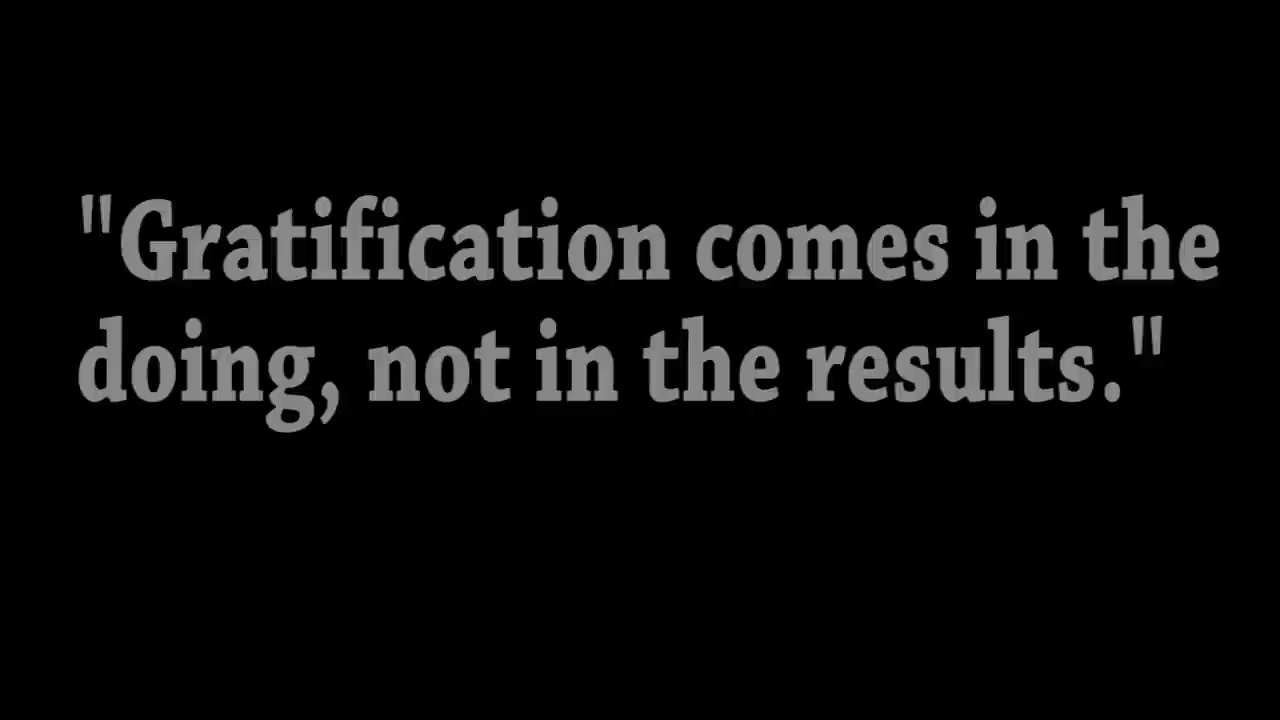 "Gratification comes in the
doing, not in the results."